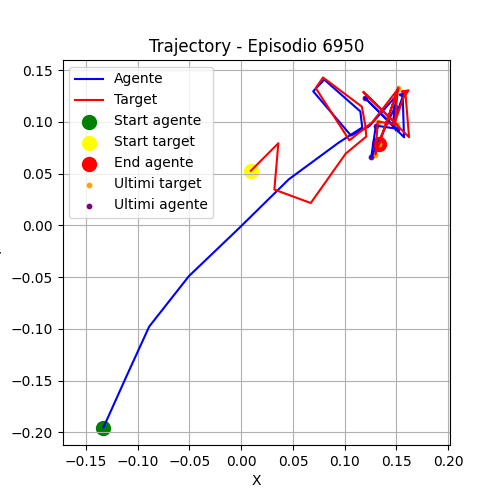 Trajectory - Episodio 6950
Agente
Target
Start agente
Start target
End agente
Ultimi target
Ultimi agente
0.15
0.10
0.05
0.00
−0.05
−0.10
−0.15
−0.20
−0.15
−0.10
−0.05
0.00
0.05
0.10
0.15
0.20
X